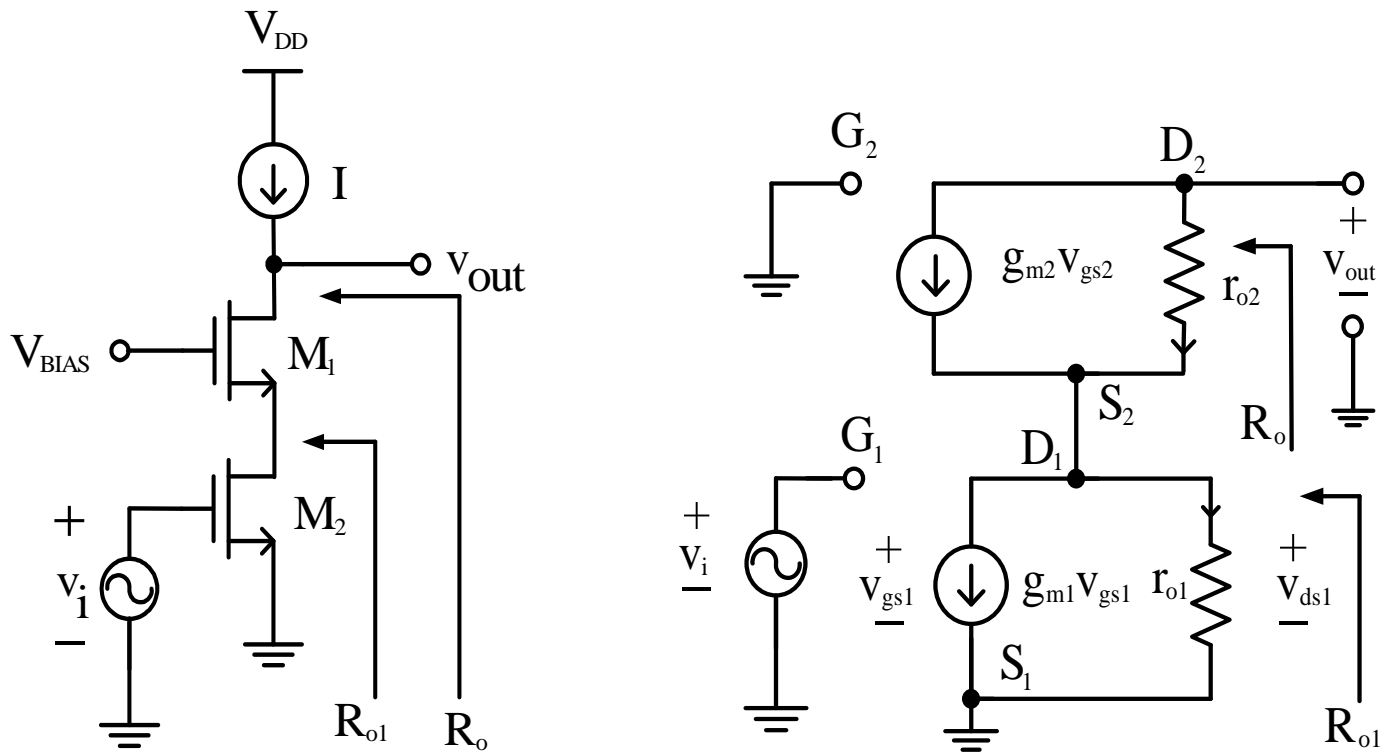 V_DD
I
v_out
V_BIAS
M_1
M_2
+
v_i
−
R_o1
R_o
G_2
D_2
+
g_m2 v_gs2
r_o2
v_out
−
S_2
R_o
G_1
D_1
+
v_i
−
+
v_gs1
−
g_m1 v_gs1
r_o1
+
v_ds1
−
S_1
R_o1